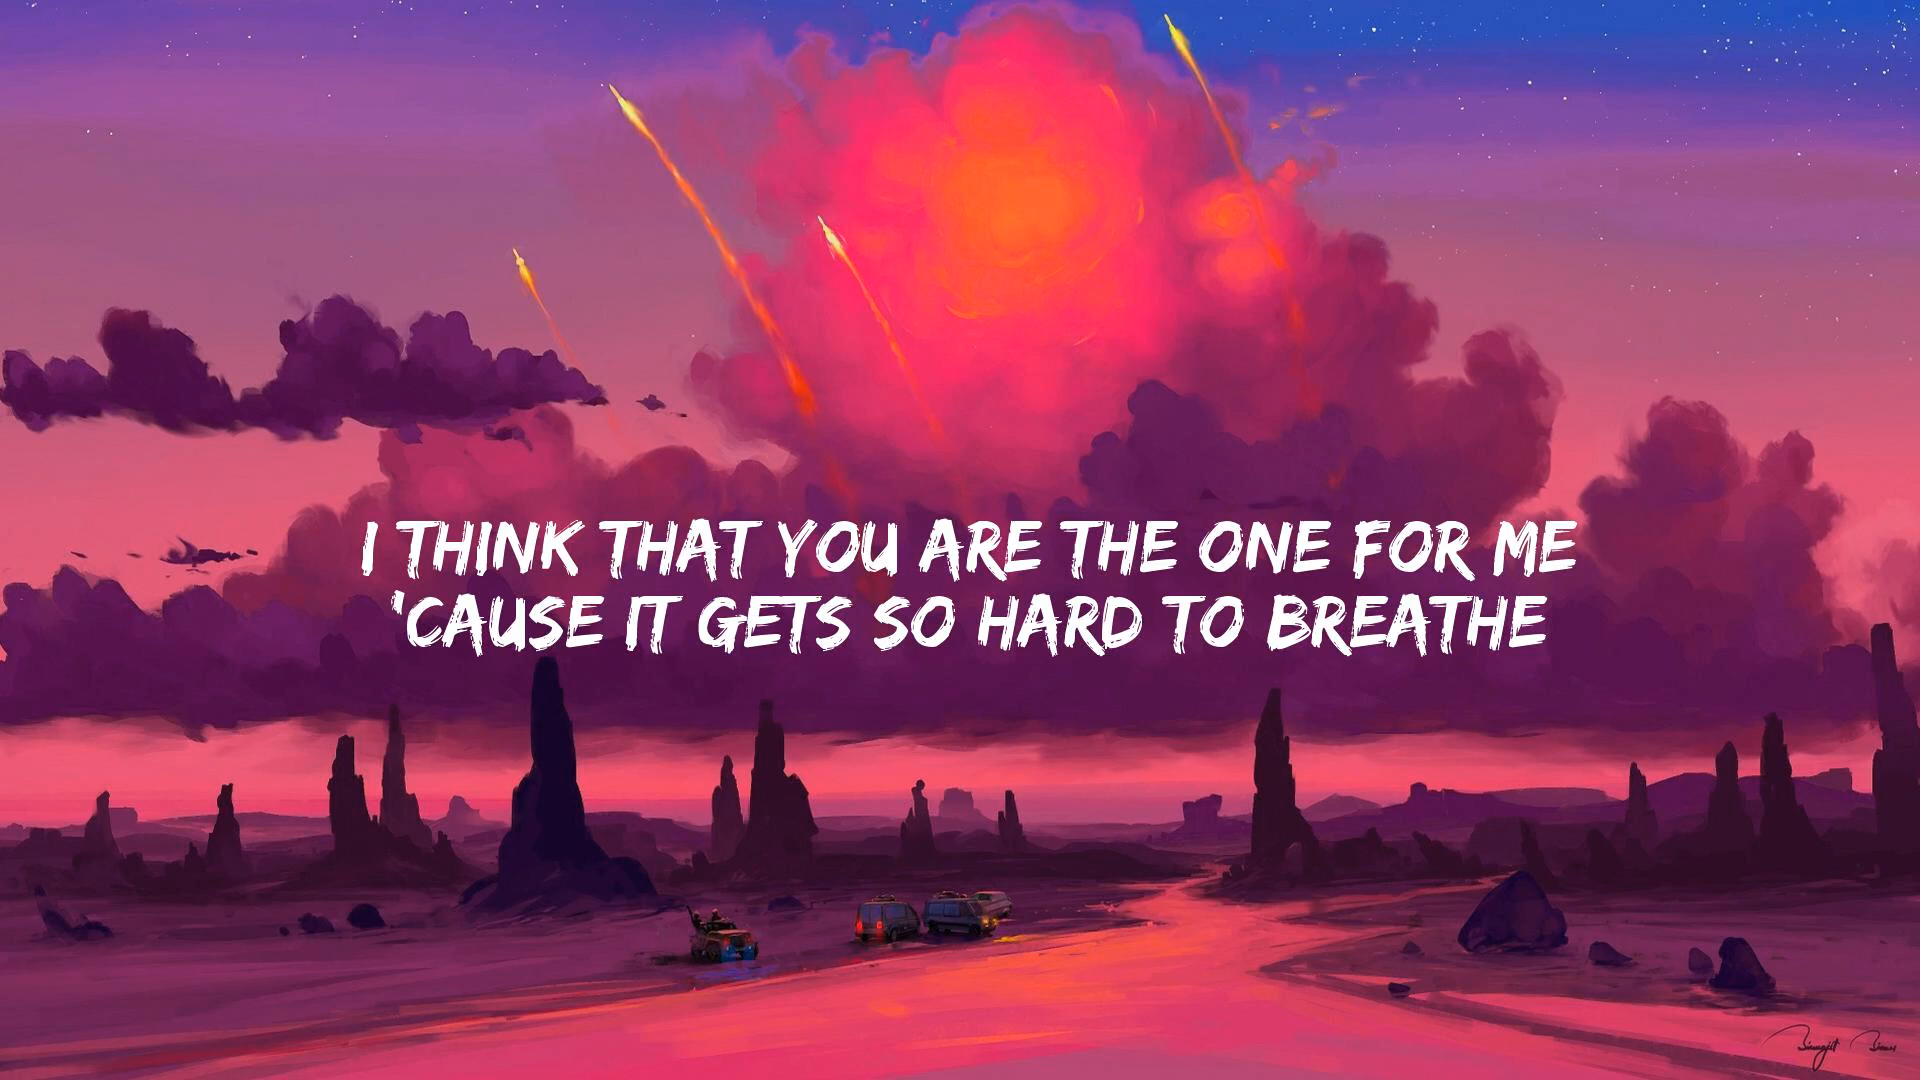 I THINK THAT YOU ARE THE ONE FOR ME
'CAUSE IT GETS SO HARD TO BREATHE